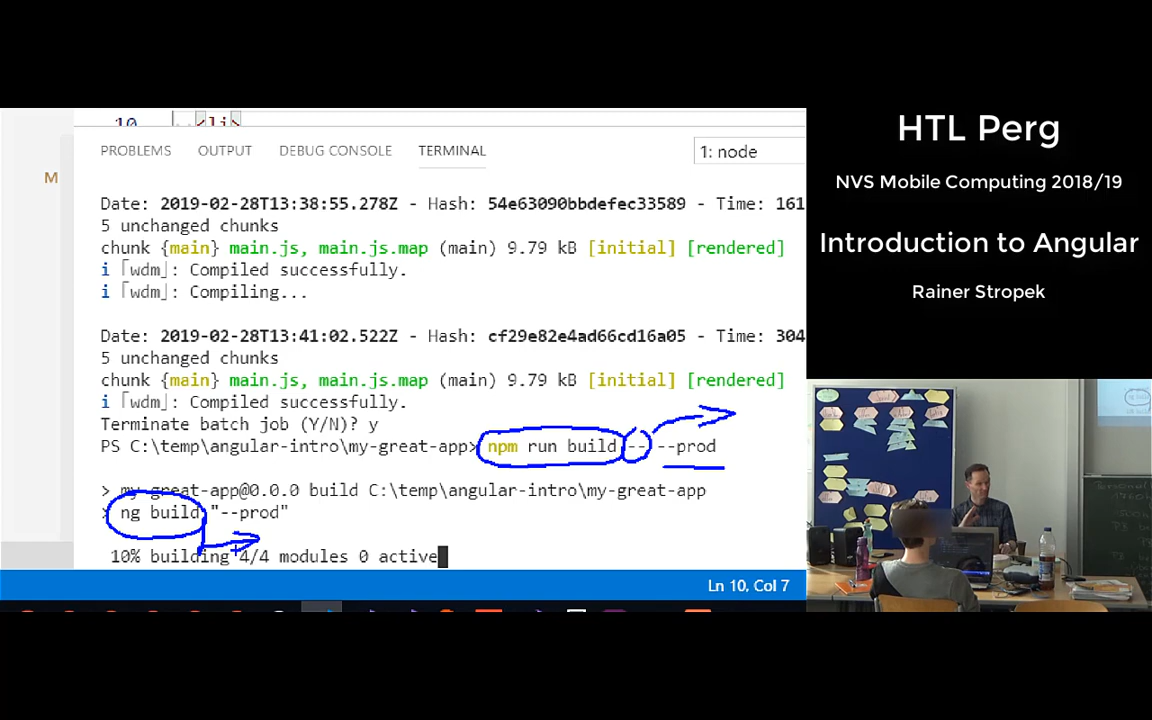 10 <li>
M
PROBLEMS OUTPUT DEBUG CONSOLE TERMINAL 1: node
Date: 2019-02-28T13:38:55.278Z - Hash: 54e63090bbdefec33589 - Time: 161
5 unchanged chunks
chunk {main} main.js, main.js.map (main) 9.79 kB [initial] [rendered]
i ｢wdm｣: Compiled successfully.
i ｢wdm｣: Compiling...
Date: 2019-02-28T13:41:02.522Z - Hash: cf29e82e4ad66cd16a05 - Time: 304
5 unchanged chunks
chunk {main} main.js, main.js.map (main) 9.79 kB [initial] [rendered]
i ｢wdm｣: Compiled successfully.
Terminate batch job (Y/N)? y
PS C:\temp\angular-intro\my-great-app> npm run build -- --prod
> my-great-app@0.0.0 build C:\temp\angular-intro\my-great-app
> ng build "--prod"
10% building 4/4 modules 0 active
Ln 10, Col 7
HTL Perg
NVS Mobile Computing 2018/19
Introduction to Angular
Rainer Stropek